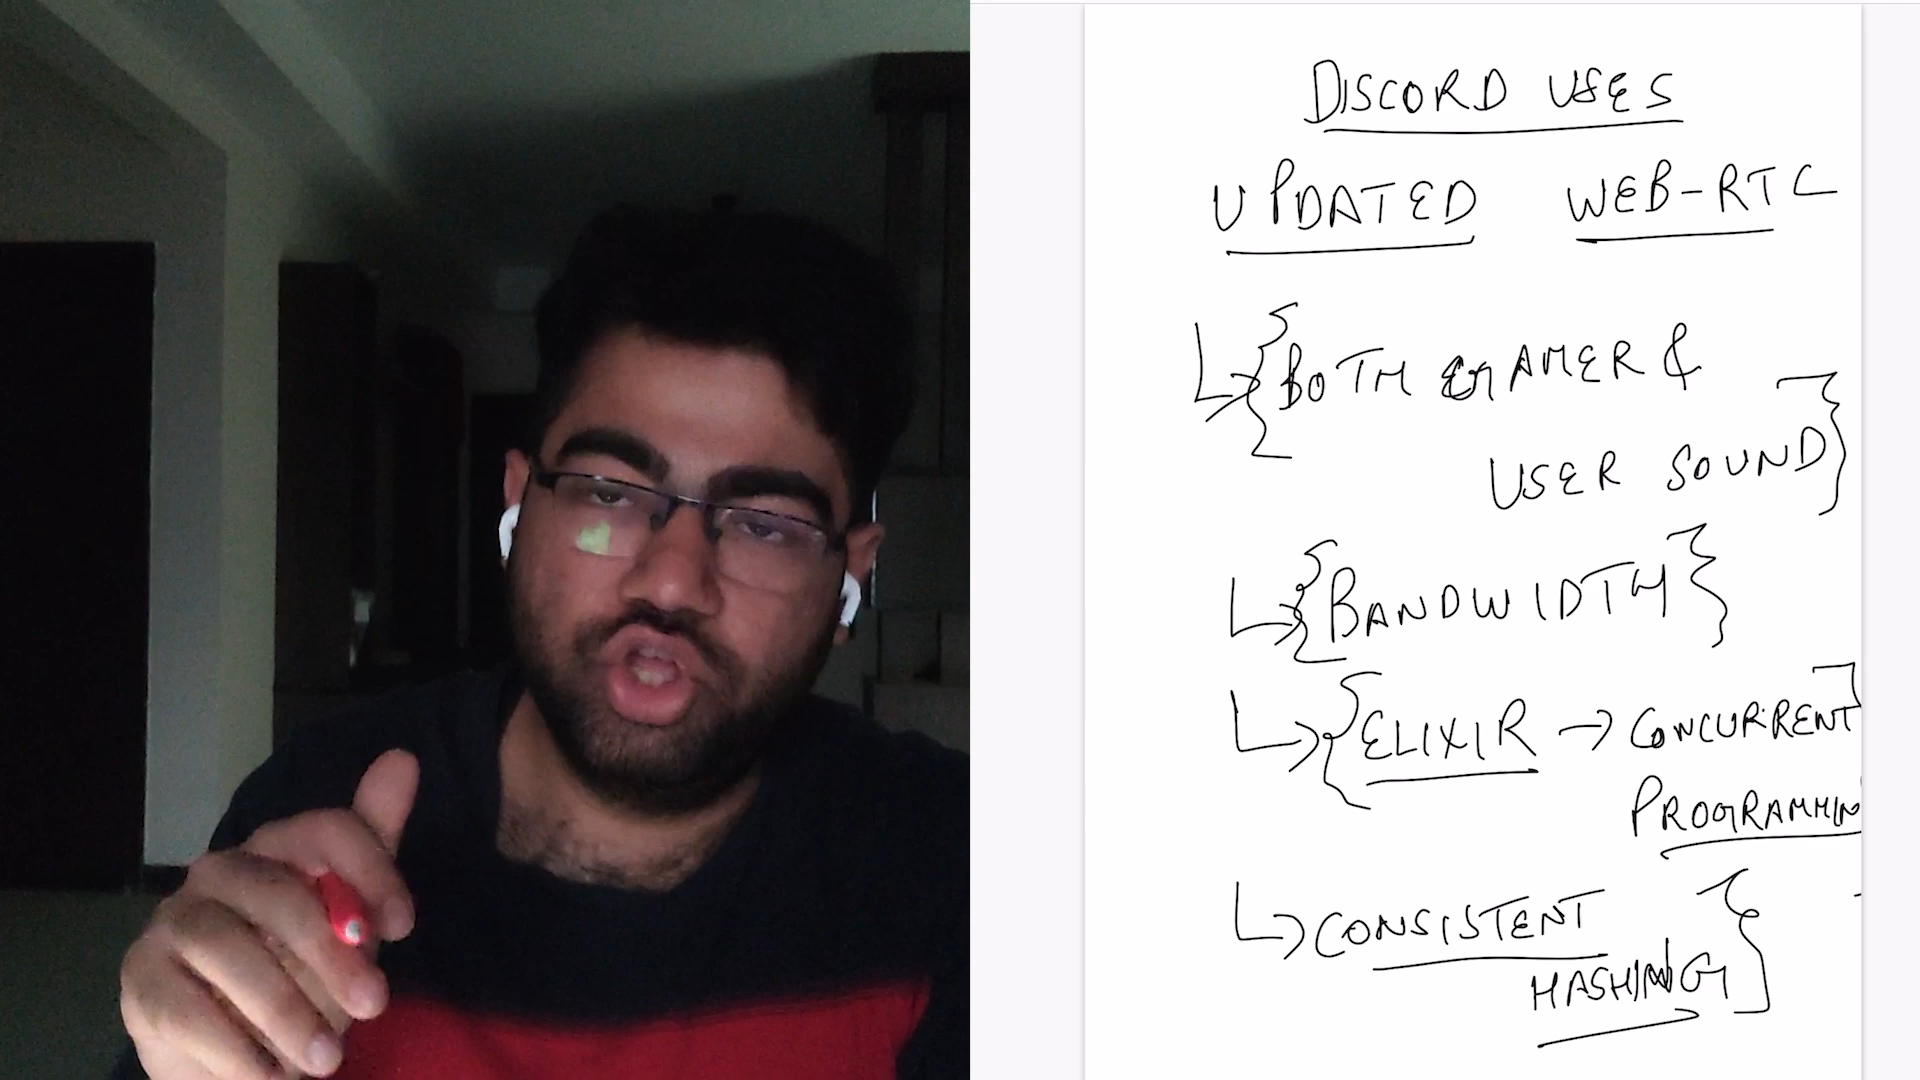 DISCORD USES
UPDATED WEB-RTC
BOTH GAMER &
USER SOUND
BANDWIDTH
ELIXIR → CONCURRENT
PROGRAMMIN
CONSISTENT
HASHING